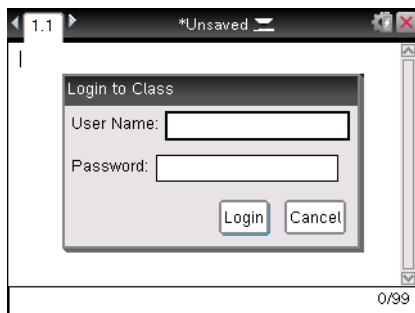 1.1 *Unsaved
Login to Class
User Name:
Password:
Login Cancel
0/99